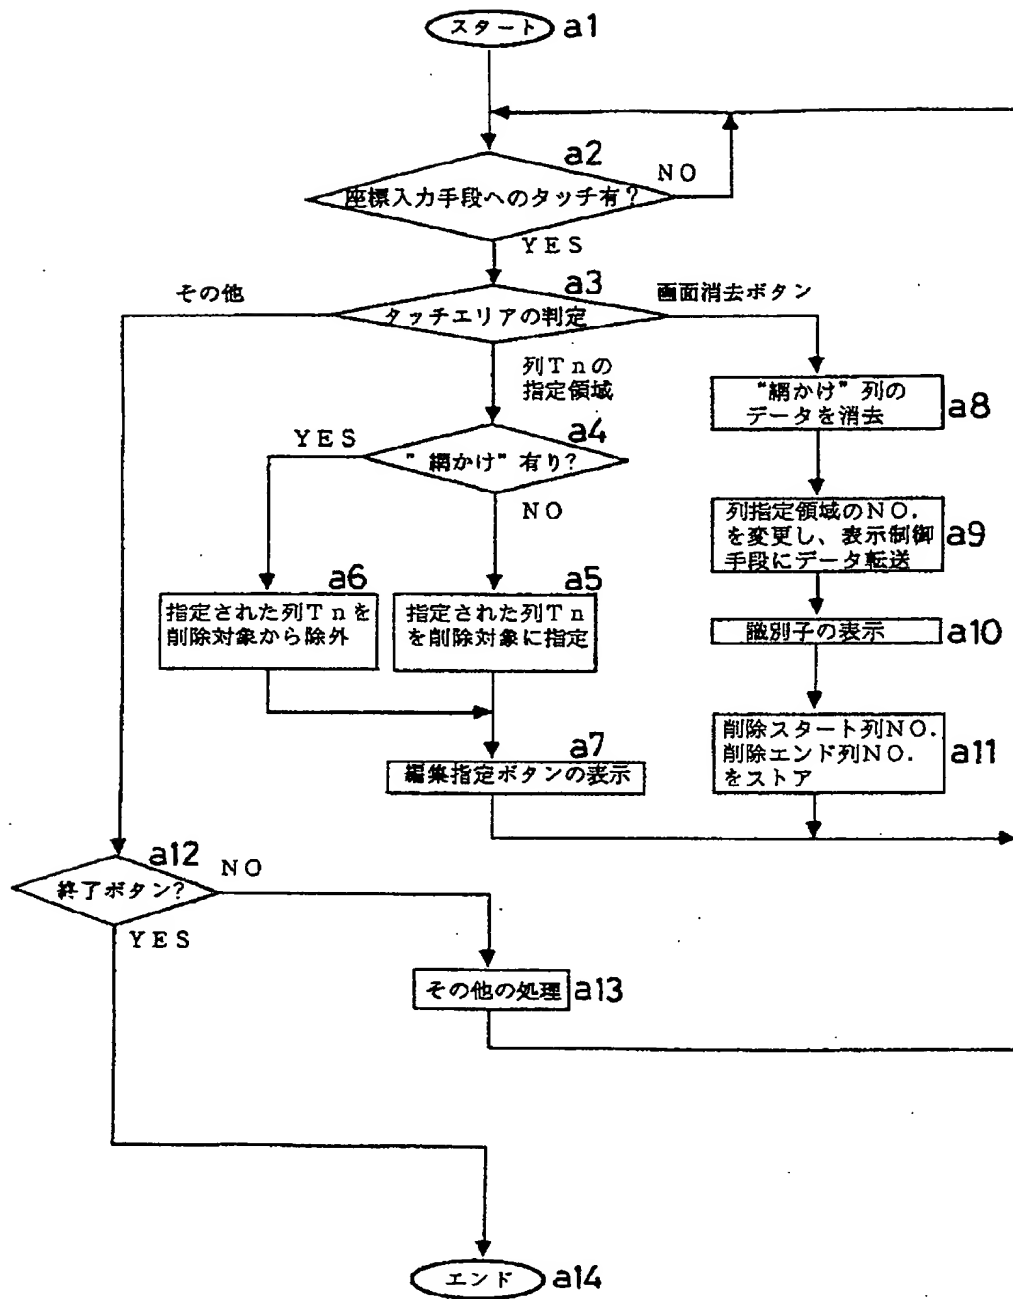 スタート a1
a2
座標入力手段へのタッチ有?
NO
YES
a3
その他
画面消去ボタン
タッチエリアの判定
列Tnの
指定領域
a4
YES
"網かけ"有り?
NO
"網かけ"列の
データを消去
a8
列指定領域のNO.
を変更し、表示制御
手段にデータ転送
a9
a6
指定された列Tnを
削除対象から除外
a5
指定された列Tn
を削除対象に指定
識別子の表示 a10
削除スタート列NO.
削除エンド列NO.
をストア
a11
a7
編集指定ボタンの表示
a12
終了ボタン?
NO
YES
その他の処理 a13
エンド a14